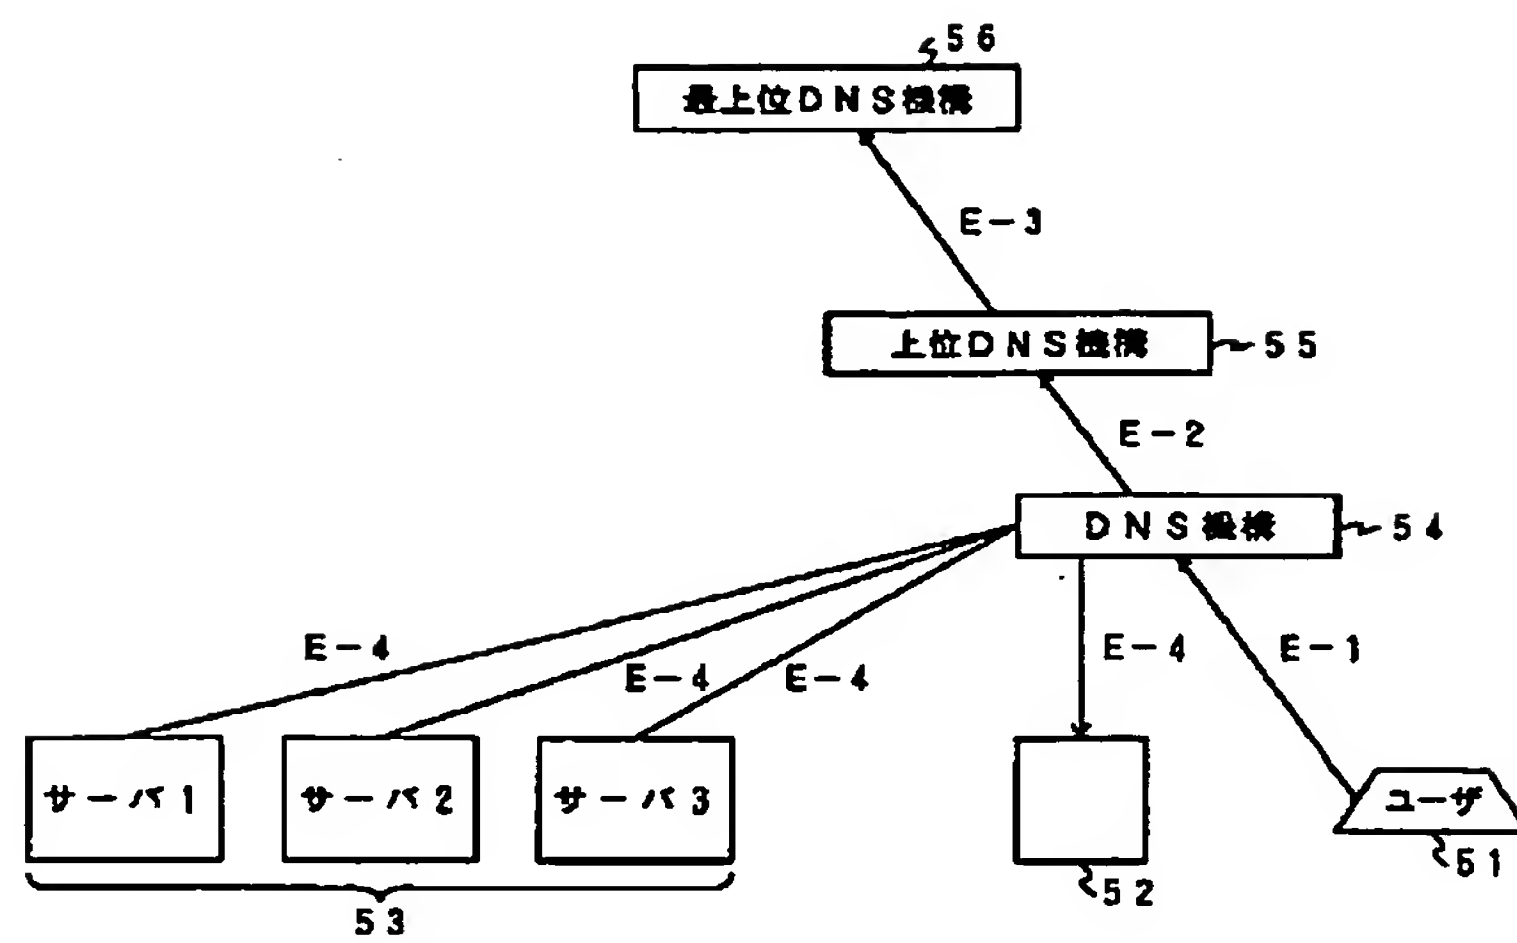 56
最上位DNS機構
E-3
上位DNS機構
55
E-2
DNS機構
54
E-4
E-4
E-4
E-4
E-1
サーバ1
サーバ2
サーバ3
ユーザ
51
52
53